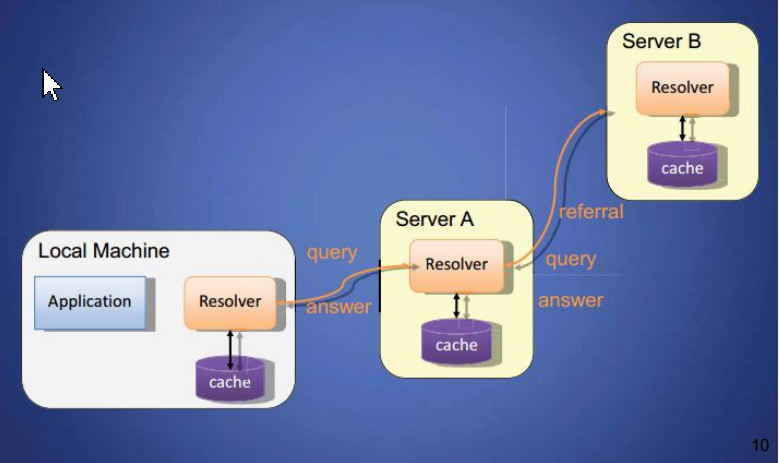 Server B
Resolver
cache
referral
Server A
Resolver
query
answer
cache
Local Machine
Application
Resolver
cache
query
answer
10